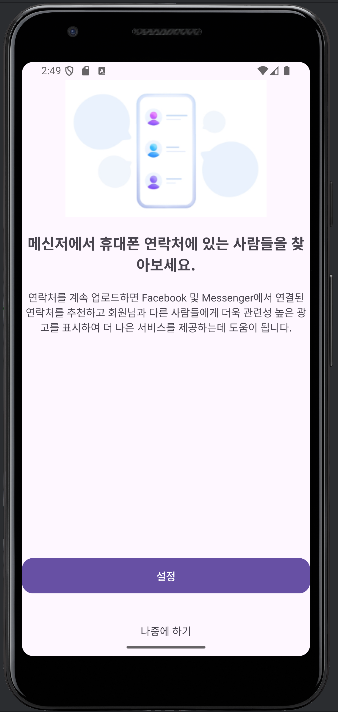 2:49
메신저에서 휴대폰 연락처에 있는 사람들을 찾
아보세요.
연락처를 계속 업로드하면 Facebook 및 Messenger에서 연결된
연락처를 추천하고 회원님과 다른 사람들에게 더욱 관련성 높은 광
고를 표시하여 더 나은 서비스를 제공하는데 도움이 됩니다.
설정
나중에 하기